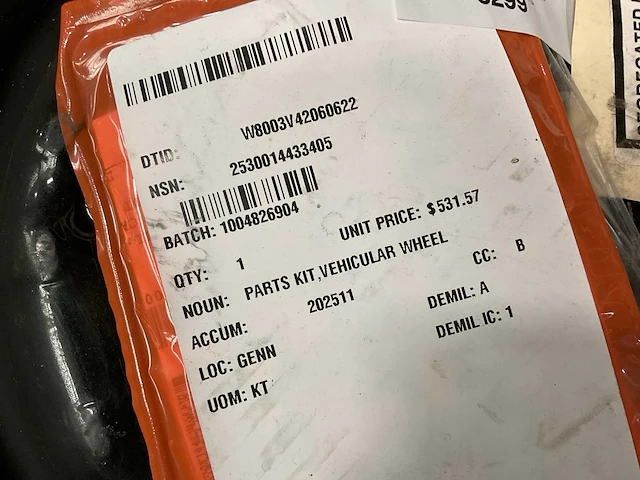 5299
DTID: W8003V42060622
NSN: 2530014433405
BATCH: 1004826904
QTY: 1 UNIT PRICE: $531.57
NOUN: PARTS KIT,VEHICULAR WHEEL
ACCUM: 202511 CC: B
LOC: GENN DEMIL: A
UOM: KT DEMIL IC: 1